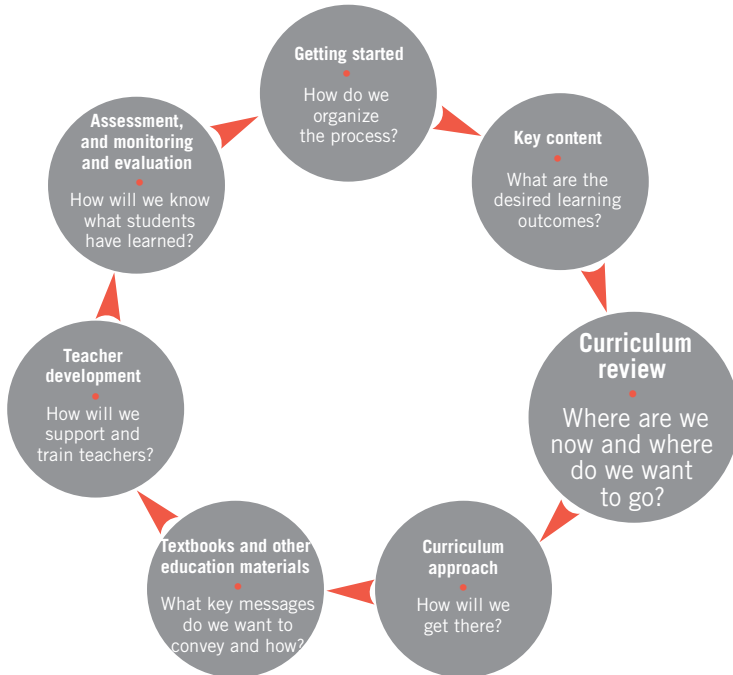 Getting started
How do we
organize
the process?
Key content
What are the
desired learning
outcomes?
Curriculum
review
Where are we
now and where
do we want
to go?
Curriculum
approach
How will we
get there?
Textbooks and other
education materials
What key messages
do we want to
convey and how?
Teacher
development
How will we
support and
train teachers?
Assessment,
and monitoring
and evaluation
How will we know
what students
have learned?